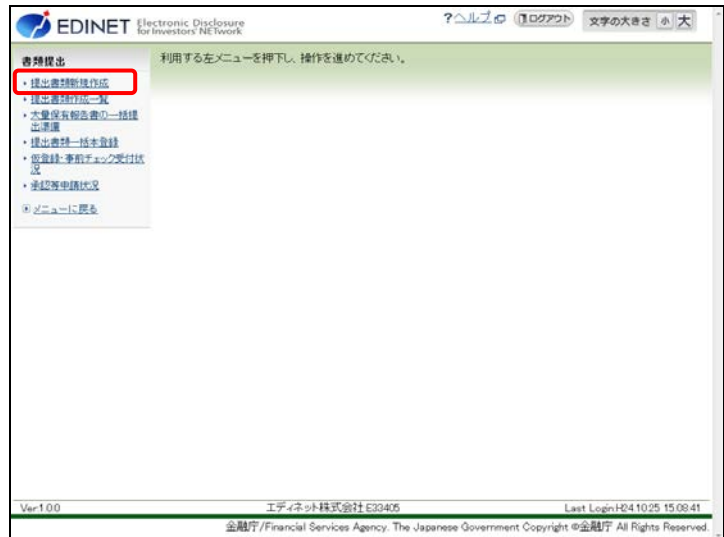 EDINET Electronic Disclosure for Investors' NETwork
?ヘルプ ログアウト 文字の大きさ 小 大
書類提出
利用する左メニューを押下し、操作を進めてください。
・提出書類新規作成
・提出書類作成一覧
・大量保有報告書の一括提
出準備
・提出書類一括本登録
・仮登録・事前チェック受付状
況
・承認等申請状況
メニューに戻る
Ver1.00 エディネット株式会社 E33405 Last Login:H24.10.25 15:08:41
金融庁/Financial Services Agency. The Japanese Government Copyright ©金融庁 All Rights Reserved.